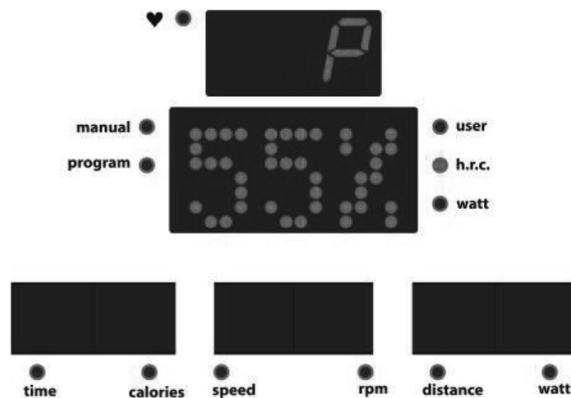 ♥
P
manual
user
program
55%
h.r.c.
watt
time
calories
speed
rpm
distance
watt